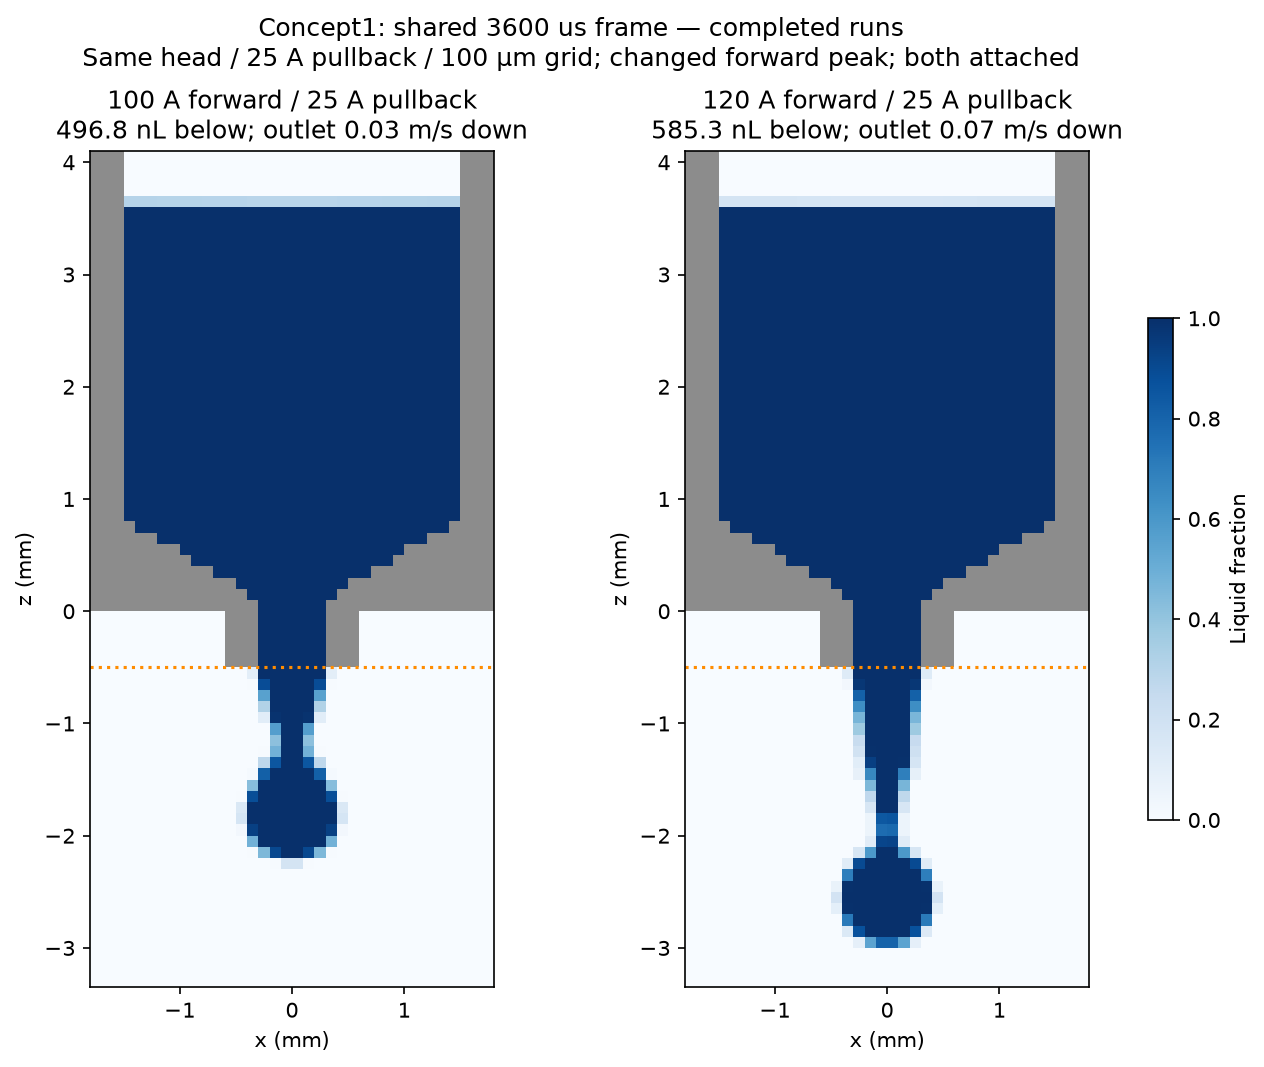 Concept1: shared 3600 us frame — completed runs
Same head / 25 A pullback / 100 µm grid; changed forward peak; both attached
100 A forward / 25 A pullback
496.8 nL below; outlet 0.03 m/s down
120 A forward / 25 A pullback
585.3 nL below; outlet 0.07 m/s down
4
3
2
1
0
−1
−2
−3
z (mm)
−1
0
1
x (mm)
4
3
2
1
0
−1
−2
−3
z (mm)
−1
0
1
x (mm)
1.0
0.8
0.6
0.4
0.2
0.0
Liquid fraction